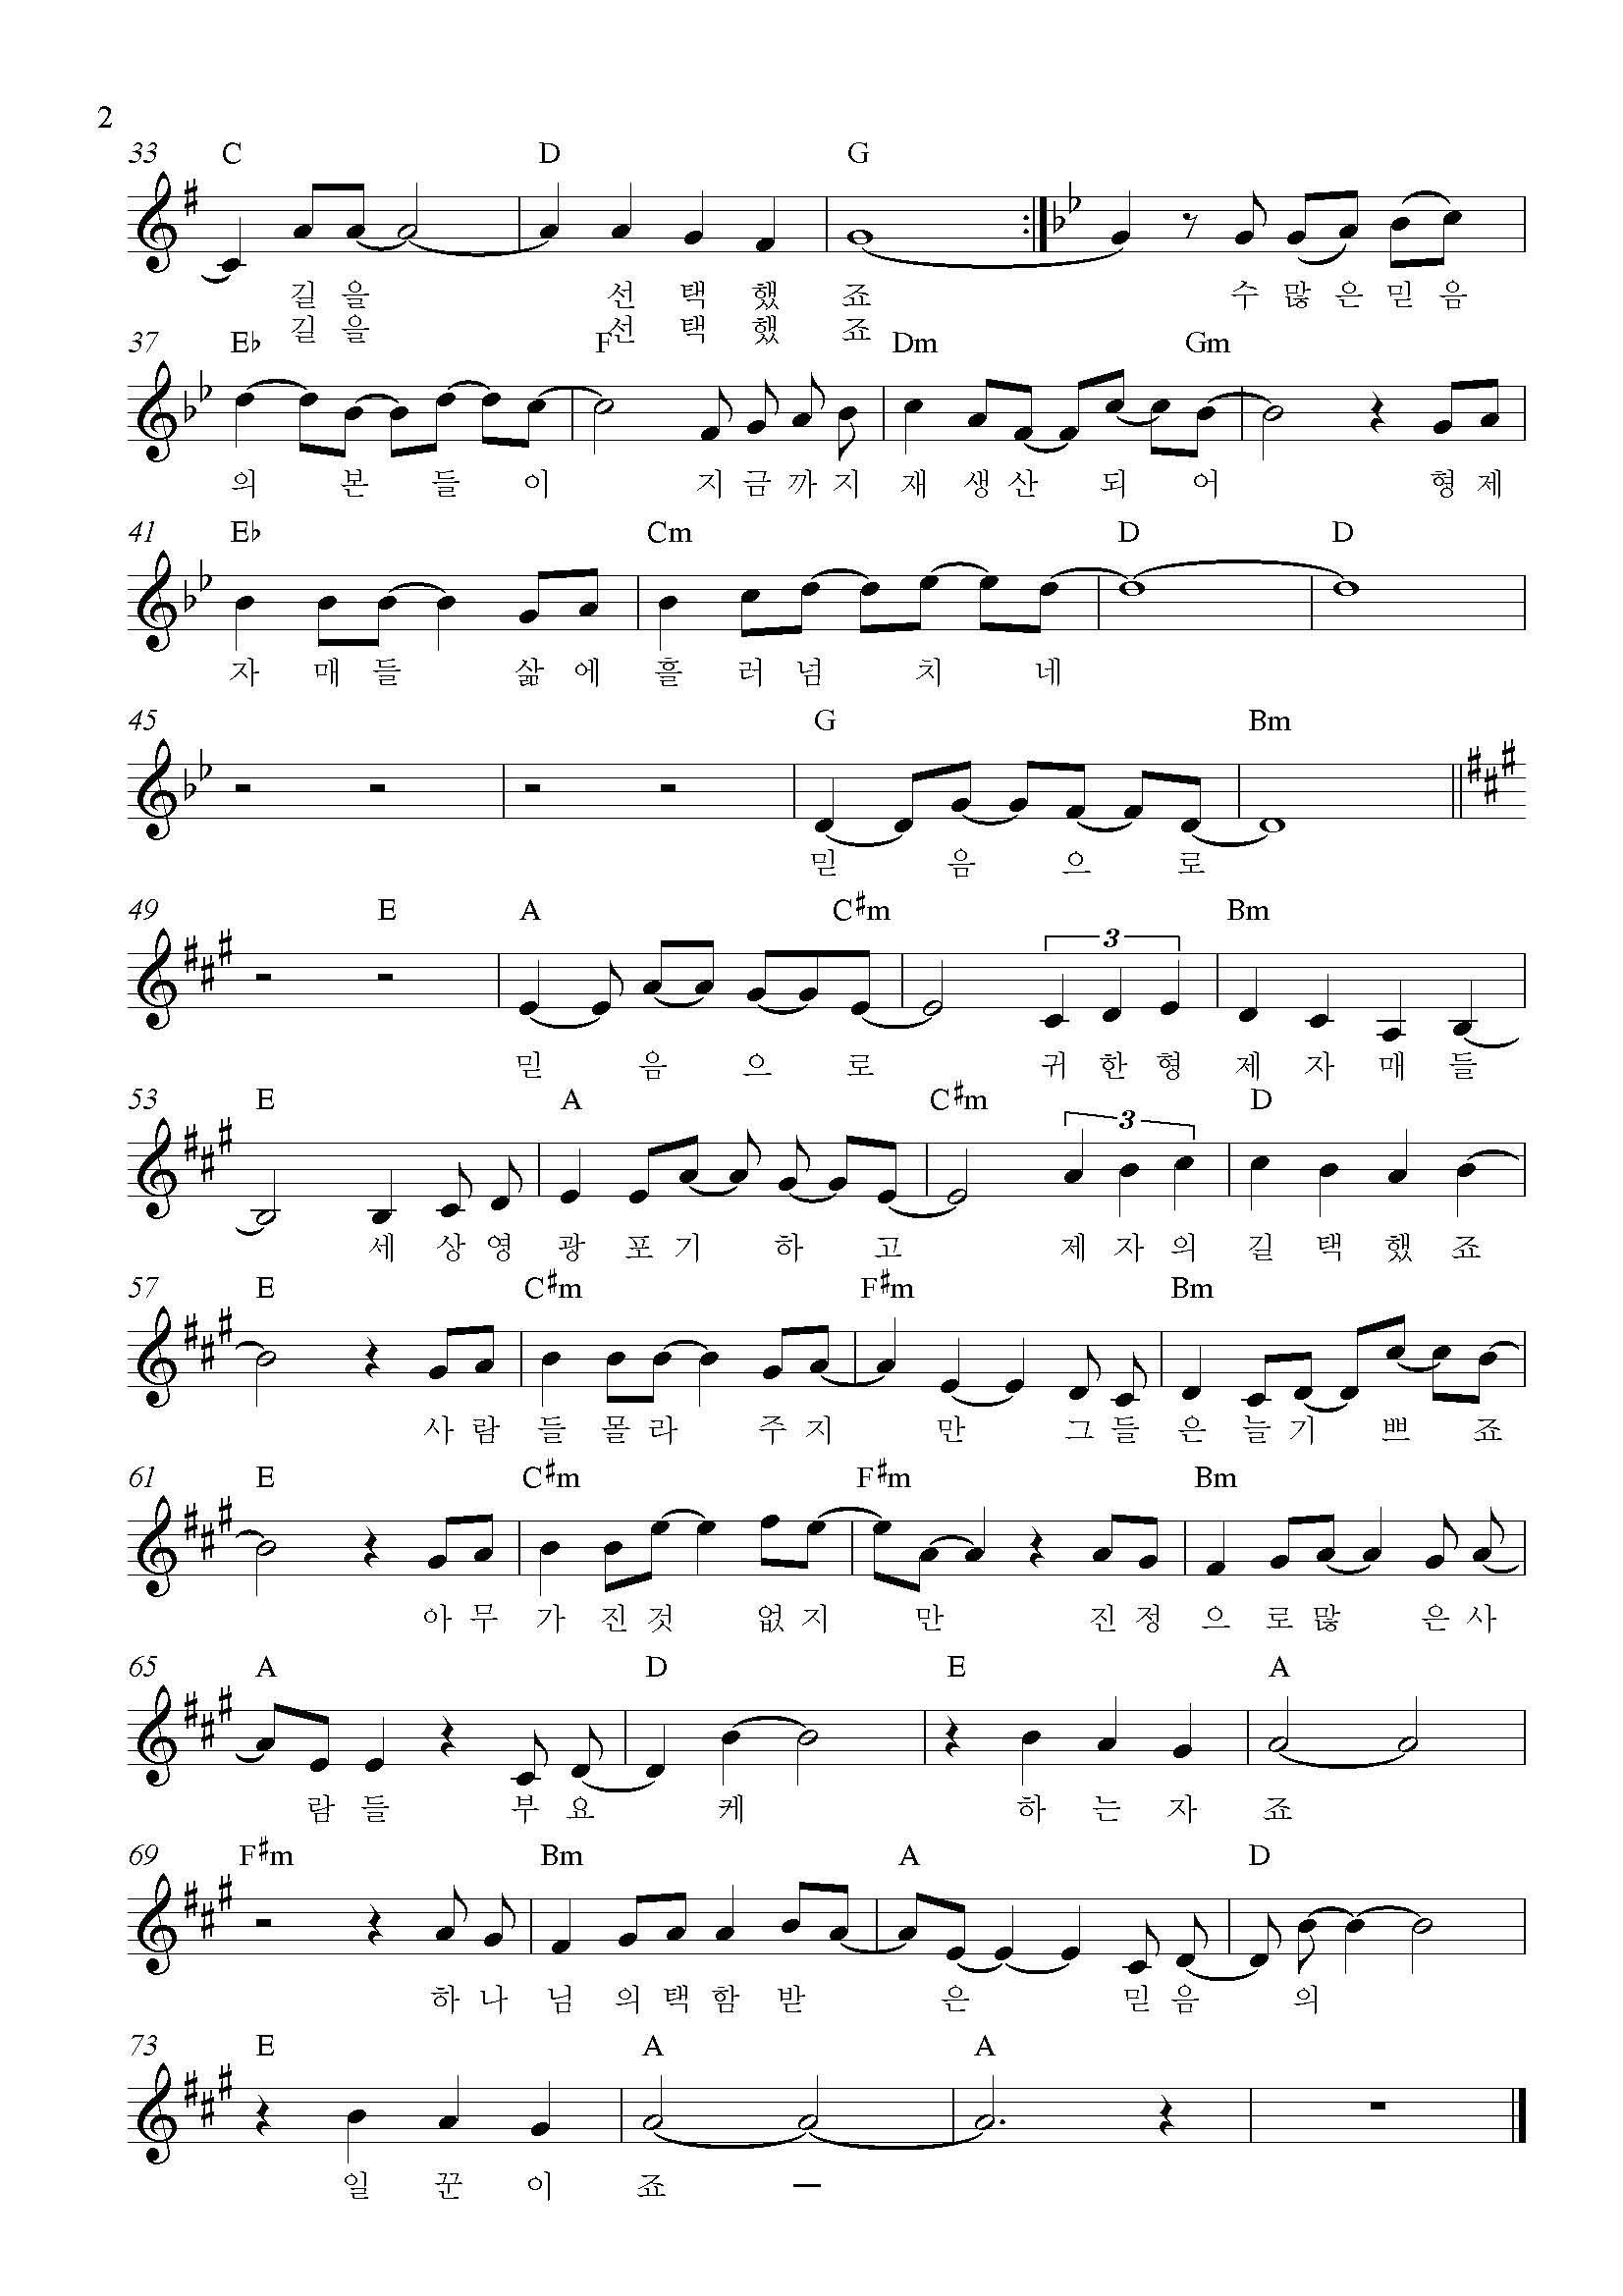 2
33 C D G
길 을 선 택 했 죠 수 많 은 믿 음
길 을 선 택 했 죠
37 E♭ F Dm Gm
의 본 들 이 지 금 까 지 재 생 산 되 어 형 제
41 E♭ Cm D D
자 매 들 삶 에 흘 러 넘 치 네
45 G Bm
믿 음 으 로
49 E A C♯m Bm
3
믿 음 으 로 귀 한 형 제 자 매 들
53 E A C♯m D
3
세 상 영 광 포 기 하 고 제 자 의 길 택 했 죠
57 E C♯m F♯m Bm
사 람 들 몰 라 주 지 만 그 들 은 늘 기 쁘 죠
61 E C♯m F♯m Bm
아 무 가 진 것 없 지 만 진 정 으 로 많 은 사
65 A D E A
람 들 부 요 케 하 는 자 죠
69 F♯m Bm A D
하 나 님 의 택 함 받 은 믿 음 의
73 E A A
일 꾼 이 죠